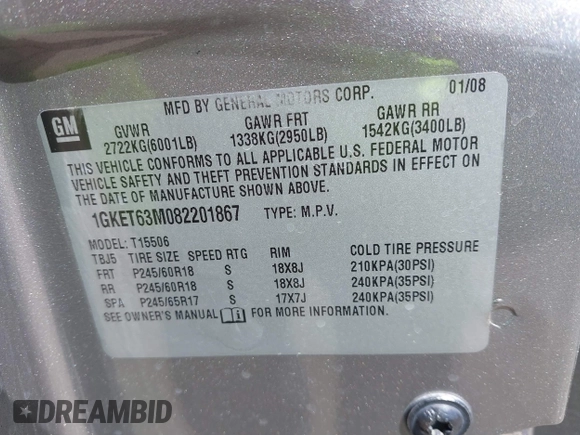 MFD BY GENERAL MOTORS CORP. 01/08
GM
GVWR GAWR FRT GAWR RR
2722KG(6001LB) 1338KG(2950LB) 1542KG(3400LB)
THIS VEHICLE CONFORMS TO ALL APPLICABLE U.S. FEDERAL MOTOR
VEHICLE SAFETY AND THEFT PREVENTION STANDARDS IN EFFECT ON
THE DATE OF MANUFACTURE SHOWN ABOVE.
1GKET63M082201867 TYPE: M.P.V.
MODEL: T15506
TBJ5 TIRE SIZE SPEED RTG RIM COLD TIRE PRESSURE
FRT P245/60R18 S 18X8J 210KPA(30PSI)
RR P245/60R18 S 18X8J 240KPA(35PSI)
SPA P245/65R17 S 17X7J 240KPA(35PSI)
SEE OWNER'S MANUAL i FOR MORE INFORMATION.
DREAMBID